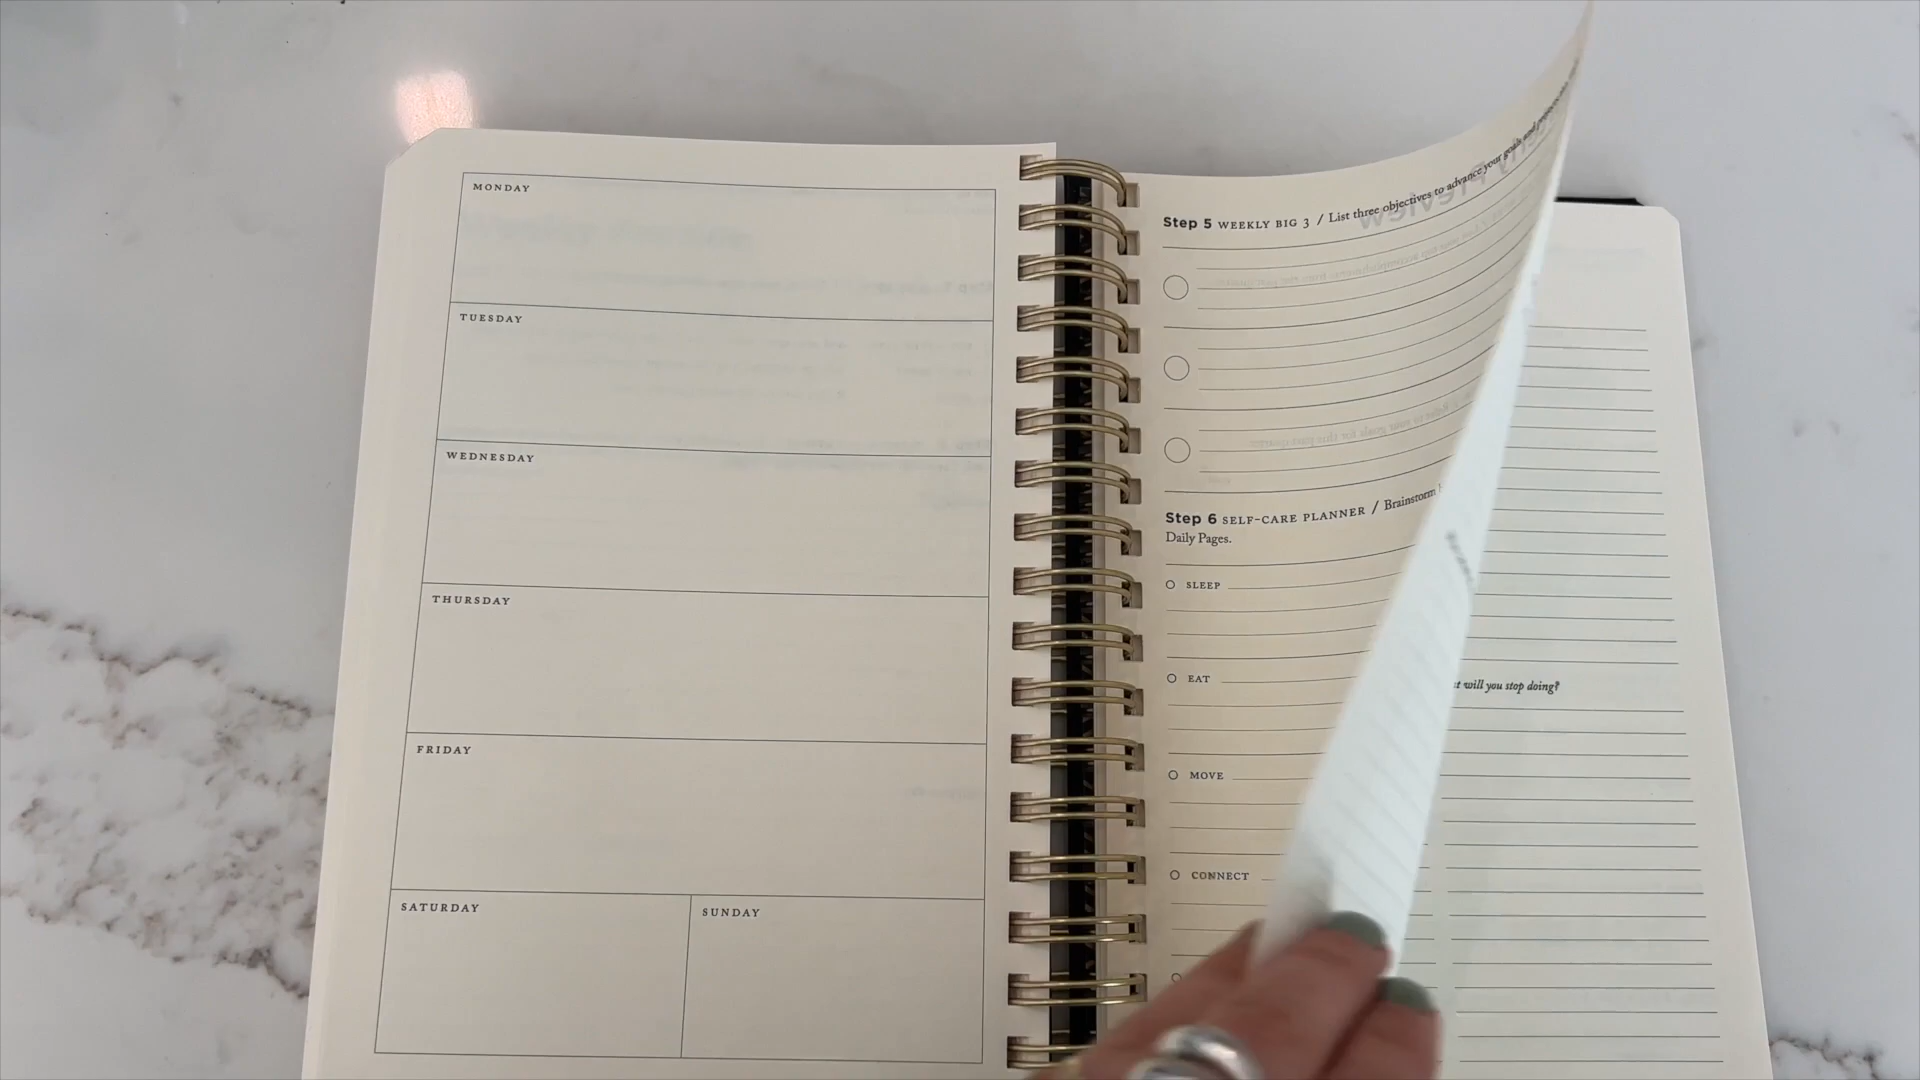 MONDAY
TUESDAY
WEDNESDAY
THURSDAY
FRIDAY
SATURDAY
SUNDAY
Step 5 WEEKLY BIG 3 / List three objectives to advance your goals and projects
Step 6 SELF-CARE PLANNER / Brainstorm
Daily Pages.
SLEEP
EAT
MOVE
CONNECT
will you stop doing?